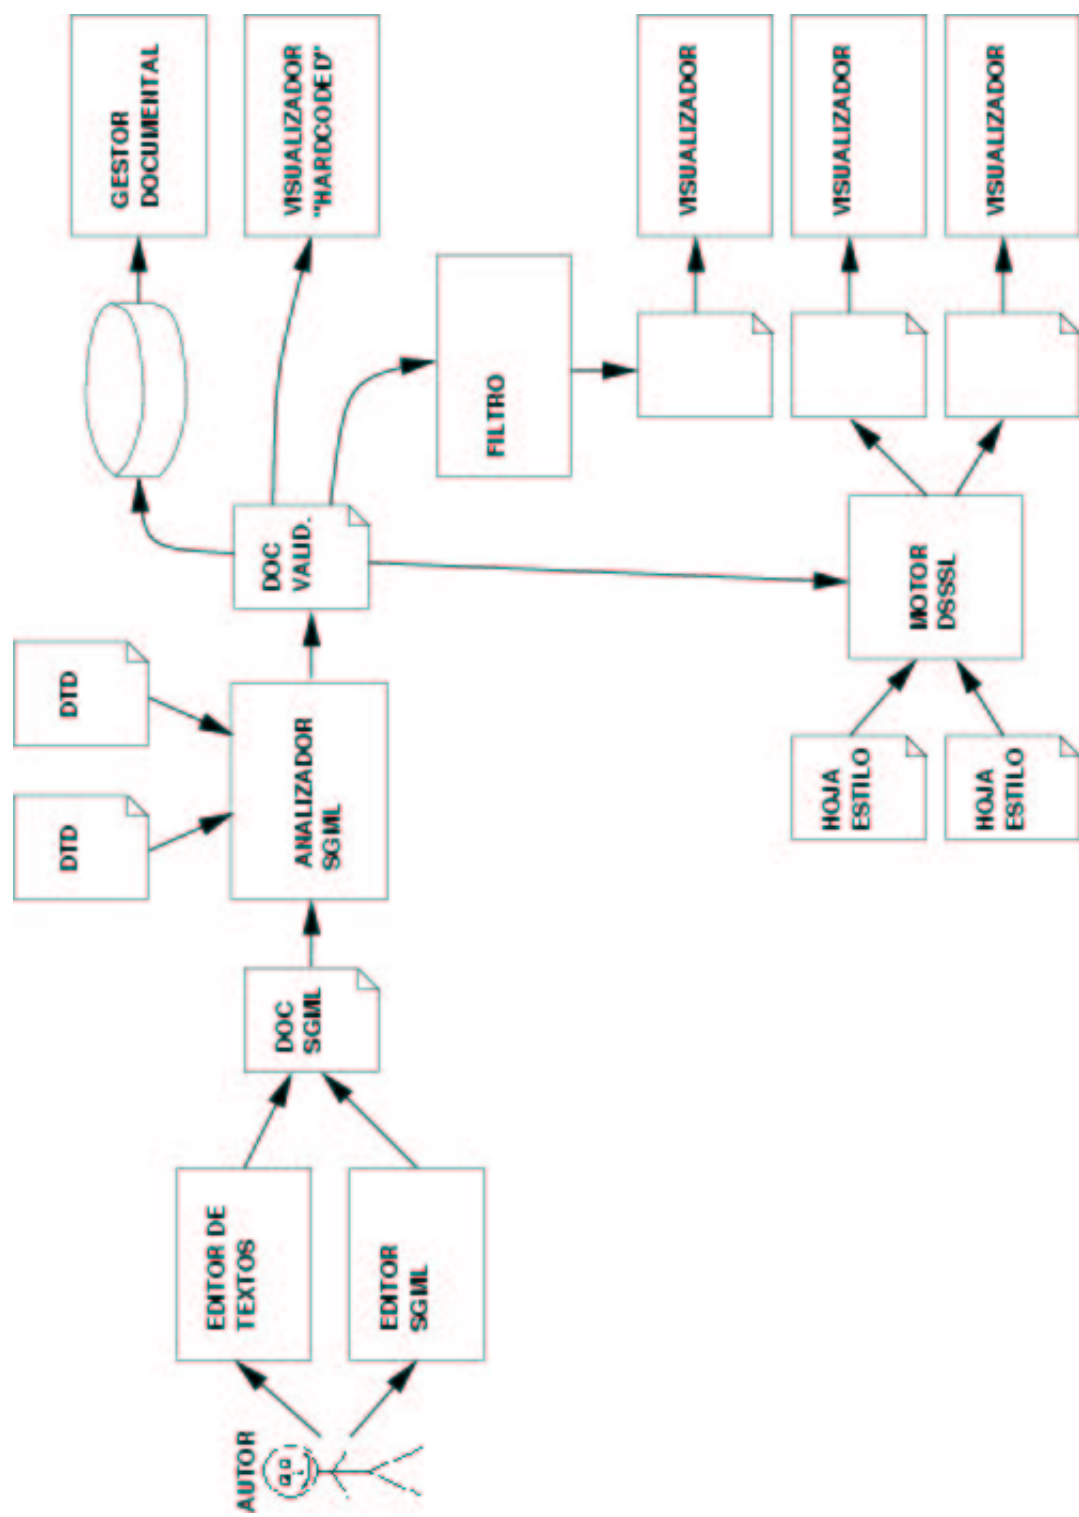 AUTOR
EDITOR DE
TEXTOS
EDITOR
SGML
DOC
SGML
DTD
DTD
ANALIZADOR
SGML
DOC
VALID.
GESTOR
DOCUMENTAL
VISUALIZADOR
"HARDCODED"
FILTRO
VISUALIZADOR
HOJA
ESTILO
HOJA
ESTILO
MOTOR
DSSSL
VISUALIZADOR
VISUALIZADOR